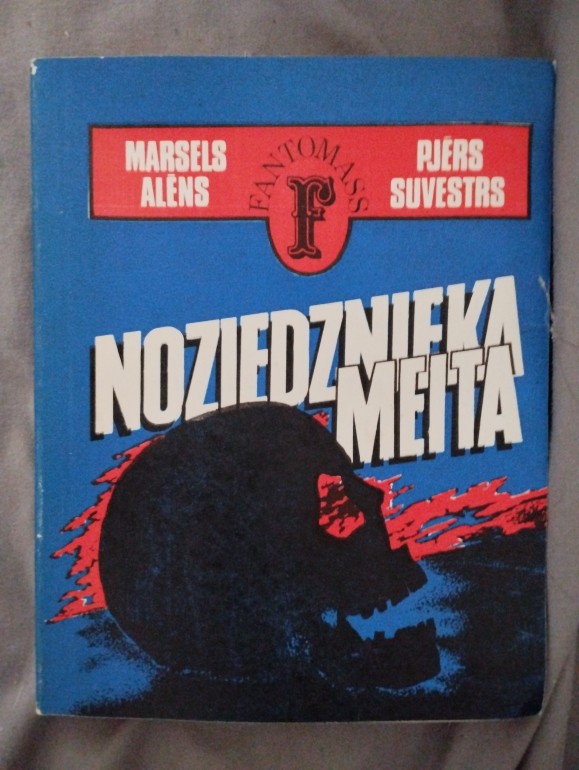 MARSELS
ALĒNS
FANTOMASS
F
PJĒRS
SUVESTRS
NOZIEDZNIEKA
MEITA